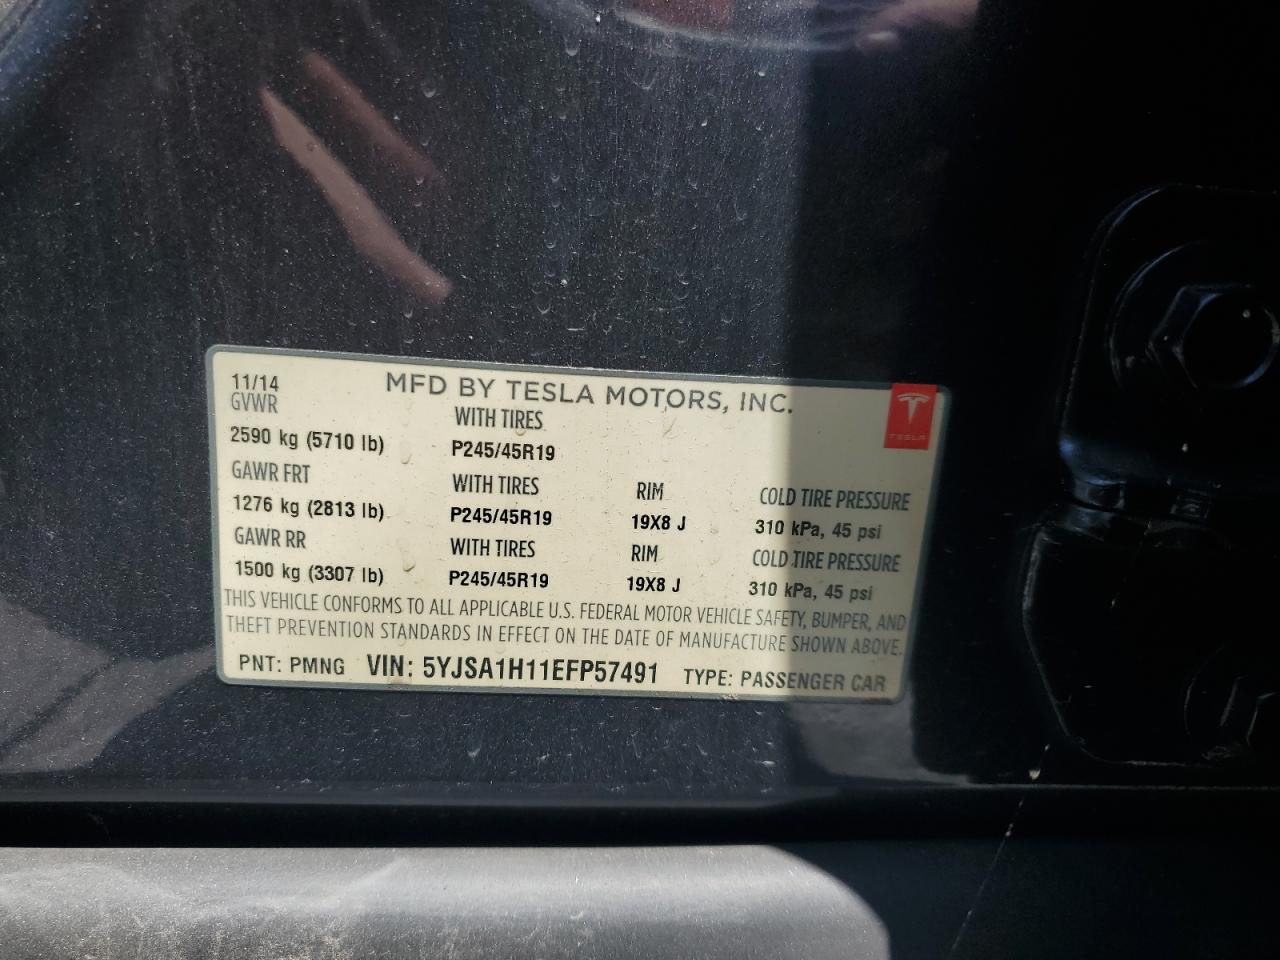 11/14 MFD BY TESLA MOTORS, INC.
GVWR WITH TIRES TESLA
2590 kg (5710 lb) P245/45R19
GAWR FRT WITH TIRES RIM COLD TIRE PRESSURE
1276 kg (2813 lb) P245/45R19 19X8 J 310 kPa, 45 psi
GAWR RR WITH TIRES RIM COLD TIRE PRESSURE
1500 kg (3307 lb) P245/45R19 19X8 J 310 kPa, 45 psi
THIS VEHICLE CONFORMS TO ALL APPLICABLE U.S. FEDERAL MOTOR VEHICLE SAFETY, BUMPER, AND
THEFT PREVENTION STANDARDS IN EFFECT ON THE DATE OF MANUFACTURE SHOWN ABOVE.
PNT: PMNG VIN: 5YJSA1H11EFP57491 TYPE: PASSENGER CAR